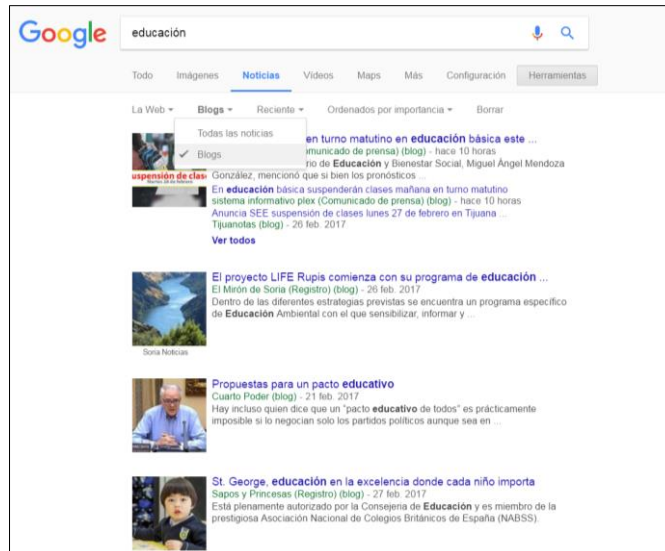 Google educación
Todo Imágenes Noticias Vídeos Maps Más Configuración Herramientas
La Web Blogs Reciente Ordenados por importancia Borrar
Todas las noticias
Blogs
en turno matutino en educación básica este ...
omunicado de prensa) (blog) - hace 10 horas
rio de Educación y Bienestar Social, Miguel Ángel Mendoza
González, mencionó que si bien los pronósticos ...
uspensión de clas
En educación básica suspenderán clases mañana en turno matutino
sistema informativo plex (Comunicado de prensa) (blog) - hace 10 horas
Anuncia SEE suspensión de clases lunes 27 de febrero en Tijuana ...
Tijuanotas (blog) - 26 feb. 2017
Ver todos
El proyecto LIFE Rupis comienza con su programa de educación ...
El Mirón de Soria (Registro) (blog) - 26 feb. 2017
Dentro de las diferentes estrategias previstas se encuentra un programa específico
de Educación Ambiental con el que sensibilizar, informar y ...
Soria Noticias
Propuestas para un pacto educativo
Cuarto Poder (blog) - 21 feb. 2017
Hay incluso quien dice que un "pacto educativo de todos" es prácticamente
imposible si lo negocian solo los partidos políticos aunque sea en ...
St. George, educación en la excelencia donde cada niño importa
Sapos y Princesas (Registro) (blog) - 27 feb. 2017
Está plenamente autorizado por la Consejeria de Educación y es miembro de la
prestigiosa Asociación Nacional de Colegios Británicos de España (NABSS).